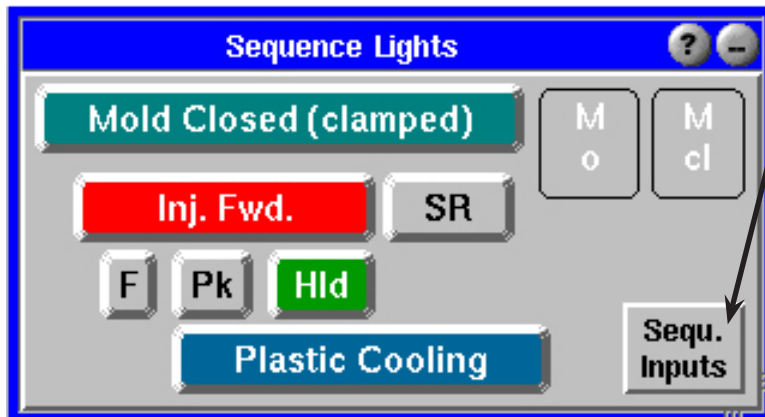 Sequence Lights
?
--
Mold Closed (clamped)
M
o
M
cl
Inj. Fwd.
SR
F
Pk
Hld
Plastic Cooling
Sequ.
Inputs